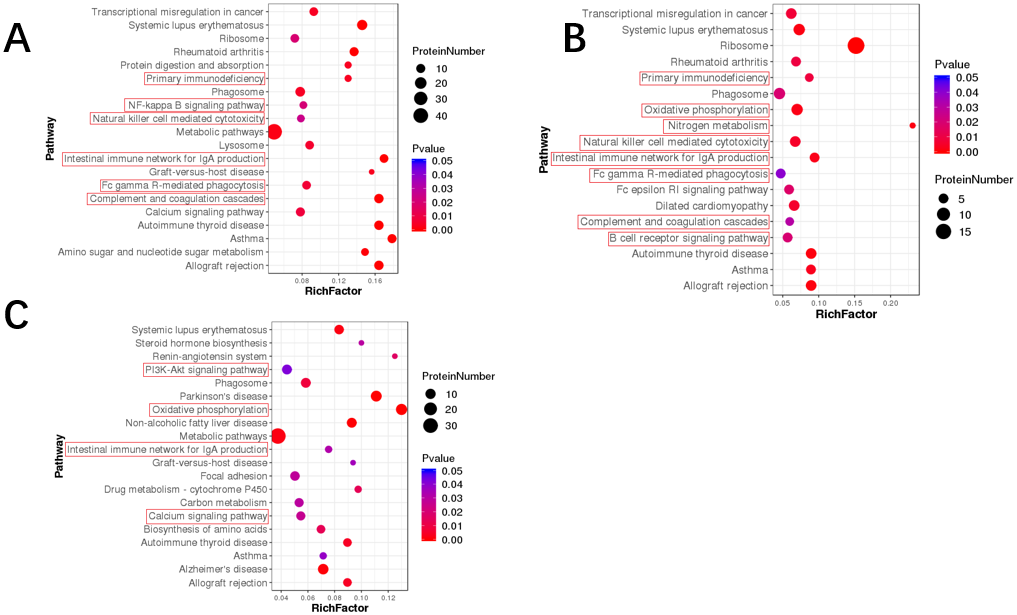 A
Transcriptional misregulation in cancer
Systemic lupus erythematosus
Ribosome
Rheumatoid arthritis
Protein digestion and absorption
Primary immunodeficiency
Phagosome
NF-kappa B signaling pathway
Natural killer cell mediated cytotoxicity
Metabolic pathways
Lysosome
Intestinal immune network for IgA production
Graft-versus-host disease
Fc gamma R-mediated phagocytosis
Complement and coagulation cascades
Calcium signaling pathway
Autoimmune thyroid disease
Asthma
Amino sugar and nucleotide sugar metabolism
Allograft rejection
Pathway
0.08 0.12 0.16
RichFactor
ProteinNumber
10
20
30
40
Pvalue
0.05
0.04
0.03
0.02
0.01
0.00
B
Transcriptional misregulation in cancer
Systemic lupus erythematosus
Ribosome
Rheumatoid arthritis
Primary immunodeficiency
Phagosome
Oxidative phosphorylation
Nitrogen metabolism
Natural killer cell mediated cytotoxicity
Intestinal immune network for IgA production
Fc gamma R-mediated phagocytosis
Fc epsilon RI signaling pathway
Dilated cardiomyopathy
Complement and coagulation cascades
B cell receptor signaling pathway
Autoimmune thyroid disease
Asthma
Allograft rejection
Pathway
0.05 0.10 0.15 0.20
RichFactor
Pvalue
0.05
0.04
0.03
0.02
0.01
0.00
ProteinNumber
5
10
15
C
Systemic lupus erythematosus
Steroid hormone biosynthesis
Renin-angiotensin system
PI3K-Akt signaling pathway
Phagosome
Parkinson's disease
Oxidative phosphorylation
Non-alcoholic fatty liver disease
Metabolic pathways
Intestinal immune network for IgA production
Graft-versus-host disease
Focal adhesion
Drug metabolism - cytochrome P450
Carbon metabolism
Calcium signaling pathway
Biosynthesis of amino acids
Autoimmune thyroid disease
Asthma
Alzheimer's disease
Allograft rejection
Pathway
0.04 0.06 0.08 0.10 0.12
RichFactor
ProteinNumber
10
20
30
Pvalue
0.05
0.04
0.03
0.02
0.01
0.00